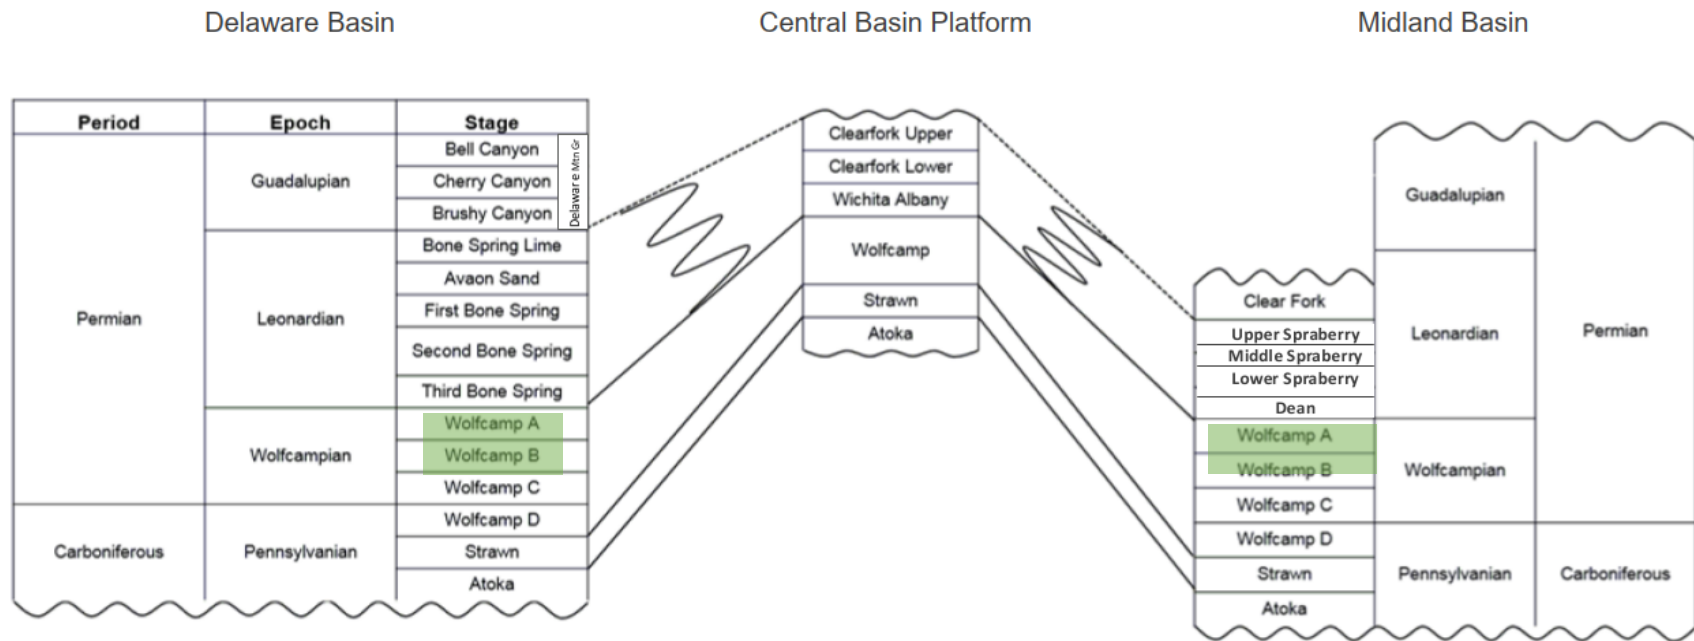 Delaware Basin
Central Basin Platform
Midland Basin
Period
Epoch
Stage
Permian
Guadalupian
Bell Canyon
Cherry Canyon
Brushy Canyon
Delaware Mtn Gr
Leonardian
Bone Spring Lime
Avaon Sand
First Bone Spring
Second Bone Spring
Third Bone Spring
Wolfcampian
Wolfcamp A
Wolfcamp B
Wolfcamp C
Carboniferous
Pennsylvanian
Wolfcamp D
Strawn
Atoka
Clearfork Upper
Clearfork Lower
Wichita Albany
Wolfcamp
Strawn
Atoka
Clear Fork
Upper Spraberry
Middle Spraberry
Lower Spraberry
Dean
Wolfcamp A
Wolfcamp B
Wolfcamp C
Wolfcamp D
Strawn
Atoka
Guadalupian
Leonardian
Wolfcampian
Pennsylvanian
Permian
Carboniferous